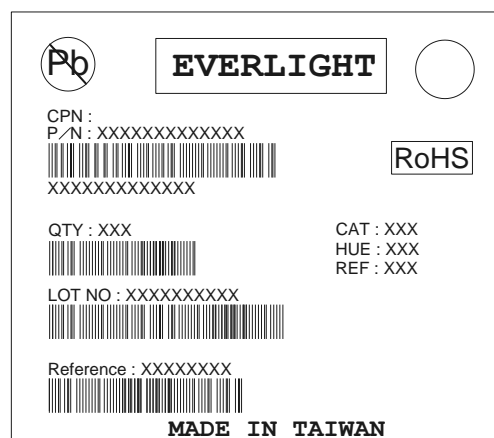 Pb
EVERLIGHT
CPN :
P/N : XXXXXXXXXXXXX
RoHS
XXXXXXXXXXXXX
QTY : XXX
CAT : XXX
HUE : XXX
REF : XXX
LOT NO : XXXXXXXXXX
Reference : XXXXXXXX
MADE IN TAIWAN